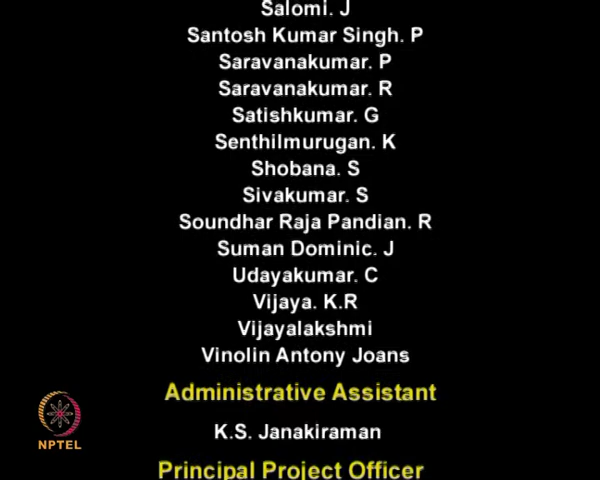 Salomi. J
Santosh Kumar Singh. P
Saravanakumar. P
Saravanakumar. R
Satishkumar. G
Senthilmurugan. K
Shobana. S
Sivakumar. S
Soundhar Raja Pandian. R
Suman Dominic. J
Udayakumar. C
Vijaya. K.R
Vijayalakshmi
Vinolin Antony Joans
Administrative Assistant
K.S. Janakiraman
NPTEL
Principal Project Officer